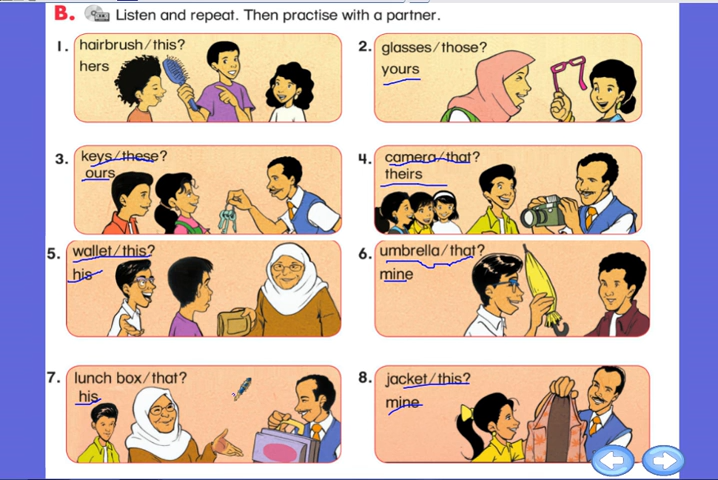 B. Listen and repeat. Then practise with a partner.
1. hairbrush/this?
hers
2. glasses/those?
yours
3. keys/these?
ours
4. camera/that?
theirs
5. wallet/this?
his
6. umbrella/that?
mine
7. lunch box/that?
his
8. jacket/this?
mine